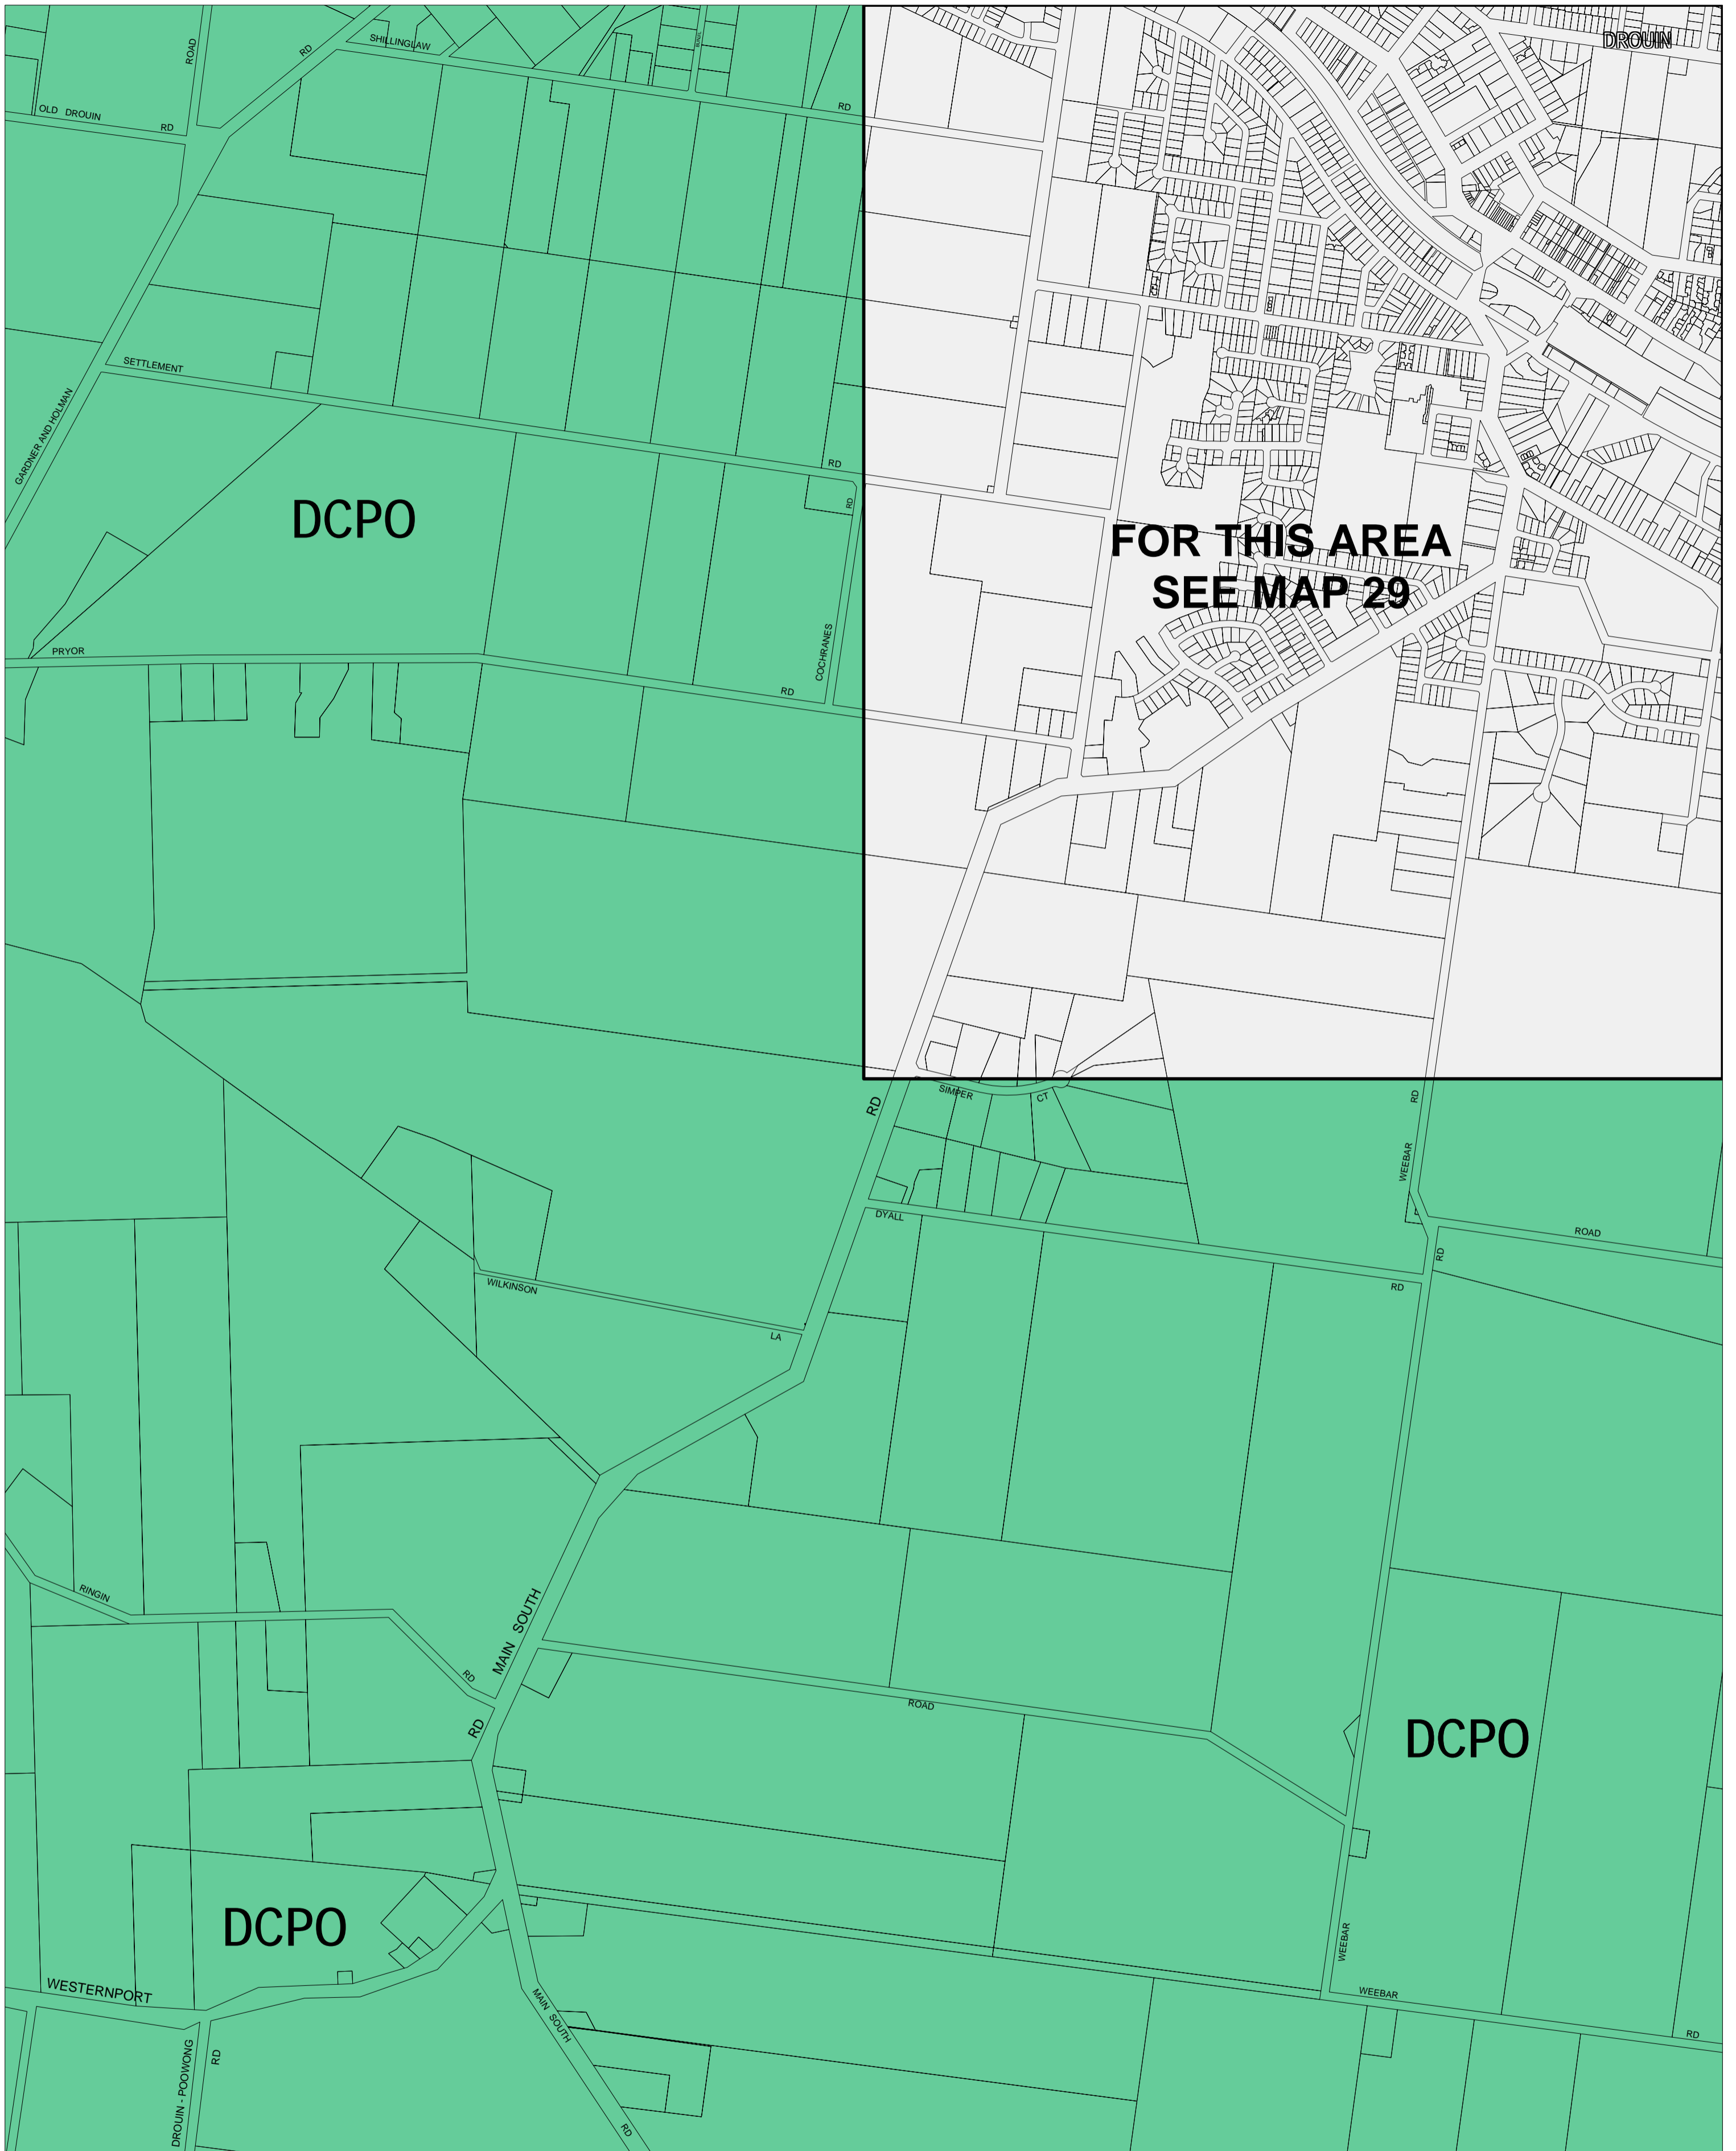 SHILLINGLAW
ROAD
RD
DROUIN
OLD DROUIN
RD
RD
SETTLEMENT
GARDNER AND HOLMAN
RD
RD
DCPO
FOR THIS AREA
SEE MAP 29
PRYOR
COCHRANES
RD
SIMPER
CT
RD
RD
WEEBAR
DYALL
ROAD
RD
RD
WILKINSON
LA
RINGIN
RD
MAIN SOUTH
RD
ROAD
DCPO
DCPO
WEEBAR
WESTERNPORT
WEEBAR
RD
MAIN SOUTH
RD
DROUIN - POOWONG
RD